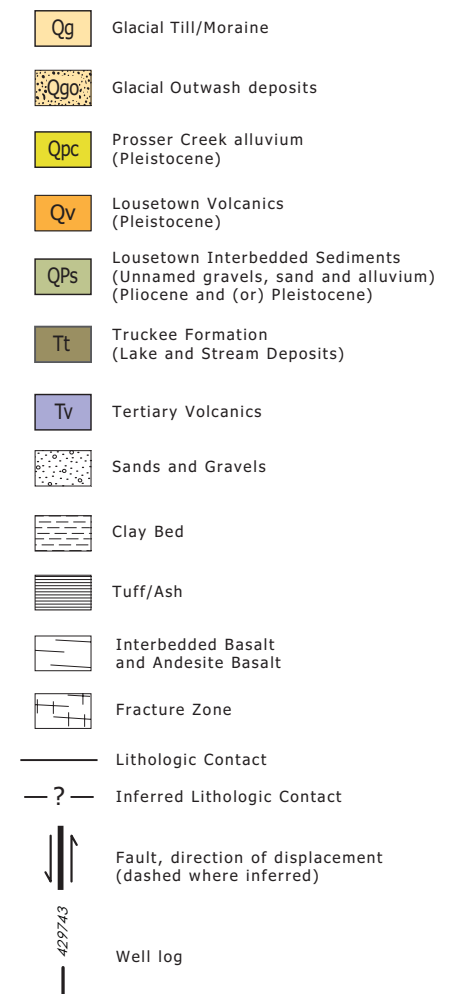 Qg Glacial Till/Moraine
Qgo Glacial Outwash deposits
Qpc Prosser Creek alluvium
(Pleistocene)
Qv Lousetown Volcanics
(Pleistocene)
QPs Lousetown Interbedded Sediments
(Unnamed gravels, sand and alluvium)
(Pliocene and (or) Pleistocene)
Tt Truckee Formation
(Lake and Stream Deposits)
Tv Tertiary Volcanics
Sands and Gravels
Clay Bed
Tuff/Ash
Interbedded Basalt
and Andesite Basalt
Fracture Zone
Lithologic Contact
? Inferred Lithologic Contact
Fault, direction of displacement
(dashed where inferred)
429743
Well log